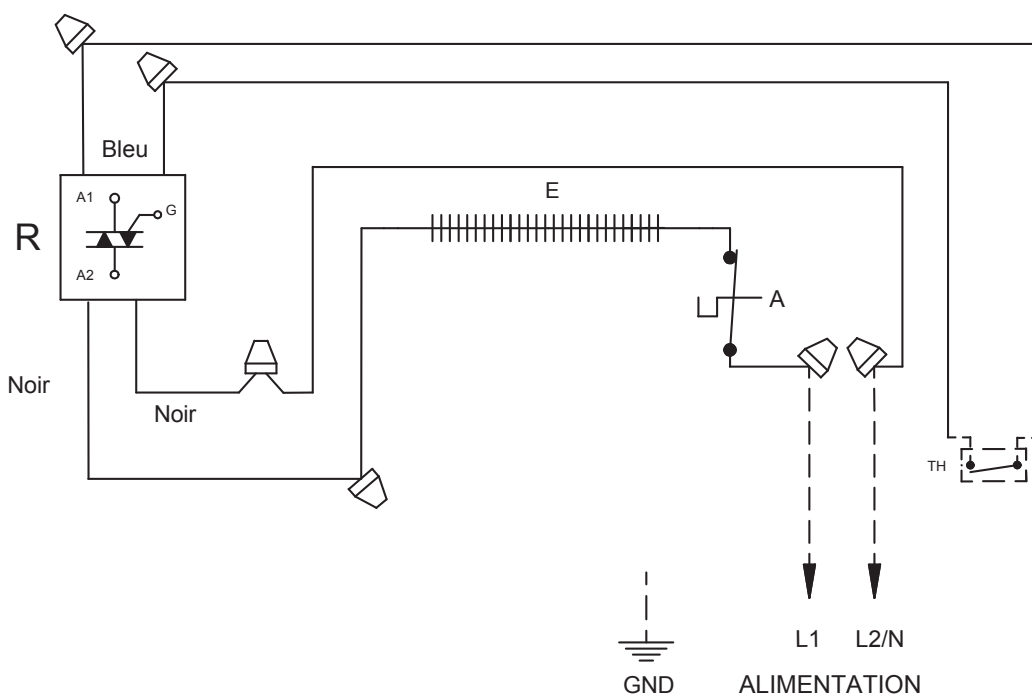 Bleu
A1
G
E
R
A2
A
Noir
Noir
TH
L1 L2/N
GND ALIMENTATION